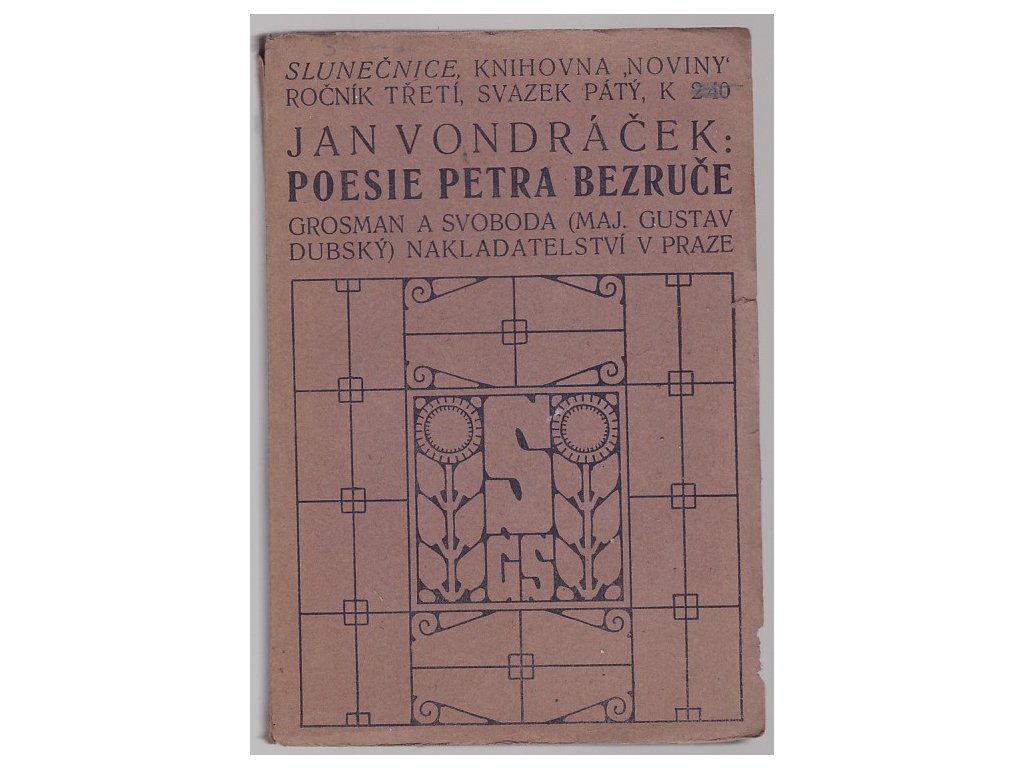 SLUNEČNICE, KNIHOVNA ‚NOVINY‘
ROČNÍK TŘETÍ, SVAZEK PÁTÝ, K 2·40
JAN VONDRÁČEK:
POESIE PETRA BEZRUČE
GROSMAN A SVOBODA (MAJ. GUSTAV
DUBSKÝ) NAKLADATELSTVÍ V PRAZE
S
GS